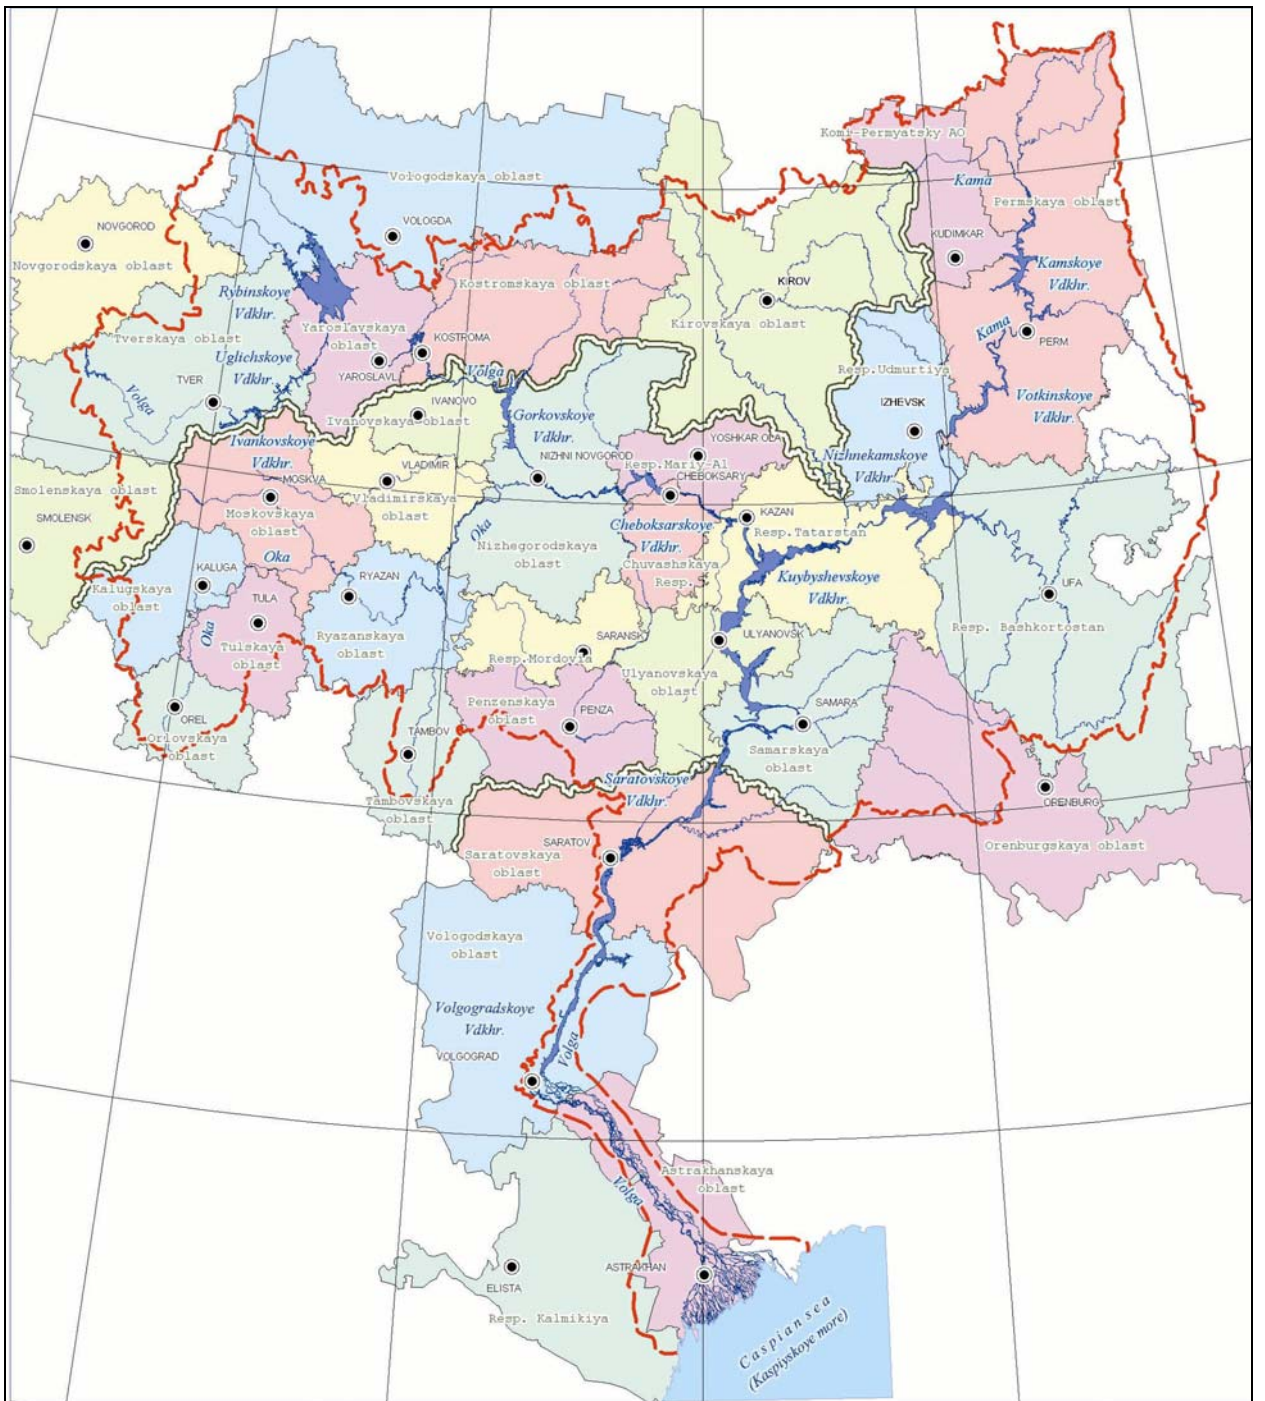 Komi-Permyatsky AO
Vologodskaya oblast
Kama
Permskaya oblast
NOVGOROD
VOLOGDA
KUDIMKAR
Novgorodskaya oblast
Kamskoye
Vdkhr.
Rybinskoye
Vdkhr.
Kostromskaya oblast
KIROV
Kirovskaya oblast
Yaroslavskaya
oblast
Tverskaya oblast
KOSTROMA
Kama
PERM
Uglichskoye
Vdkhr.
YAROSLAVL
Volga
Resp.Udmurtiya
TVER
Volga
IVANOVO
Ivanovskaya oblast
Gorkovskoye
Vdkhr.
IZHEVSK
Votkinskoye
Vdkhr.
Ivankovskoye
Vdkhr.
YOSHKAR OLA
Resp.Mariy-Al
NIZHNI NOVGOROD
Nizhnekamskoye
Vdkhr.
VLADIMIR
Vladimirskaya
oblast
MOSKVA
CHEBOKSARY
Smolenskaya oblast
SMOLENSK
Moskovskaya
oblast
Oka
Cheboksarskoye
Vdkhr.
KAZAN
Resp.Tatarstan
Nizhegorodskaya
oblast
Oka
Chuvashskaya
Resp.
Kuybyshevskoye
Vdkhr.
KALUGA
Kalugskaya
oblast
RYAZAN
UFA
TULA
Oka
Tulskaya
oblast
Ryazanskaya
oblast
SARANSK
Resp.Mordovia
ULYANOVSK
Resp. Bashkortostan
Ulyanovskaya
oblast
OREL
Orlovskaya
oblast
Penzenskaya
oblast
PENZA
SAMARA
TAMBOV
Samarskaya
oblast
Saratovskoye
Vdkhr.
Tambovskaya
oblast
ORENBURG
SARATOV
Saratovskaya
oblast
Orenburgskaya oblast
Vologodskaya
oblast
Volgogradskoye
Vdkhr.
Volga
VOLGOGRAD
Astrakhanskaya
oblast
Volga
ASTRAKHAN
ELISTA
Resp. Kalmikiya
Caspian sea
(Kaspiyskoye more)